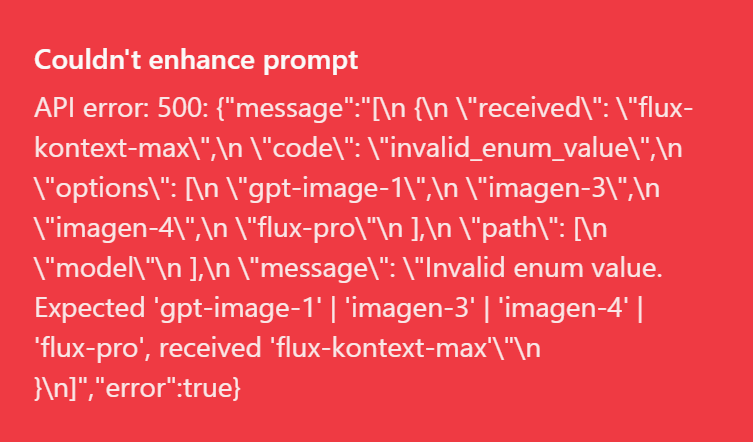 Couldn't enhance prompt
API error: 500: {"message":"[\n {\n \"received\": \"flux-
kontext-max\",\n \"code\": \"invalid_enum_value\",\n
\"options\": [\n \"gpt-image-1\",\n \"imagen-3\",\n
\"imagen-4\",\n \"flux-pro\"\n ],\n \"path\": [\n
\"model\"\n ],\n \"message\": \"Invalid enum value.
Expected 'gpt-image-1' | 'imagen-3' | 'imagen-4' |
'flux-pro', received 'flux-kontext-max'\"\n
}\n]","error":true}